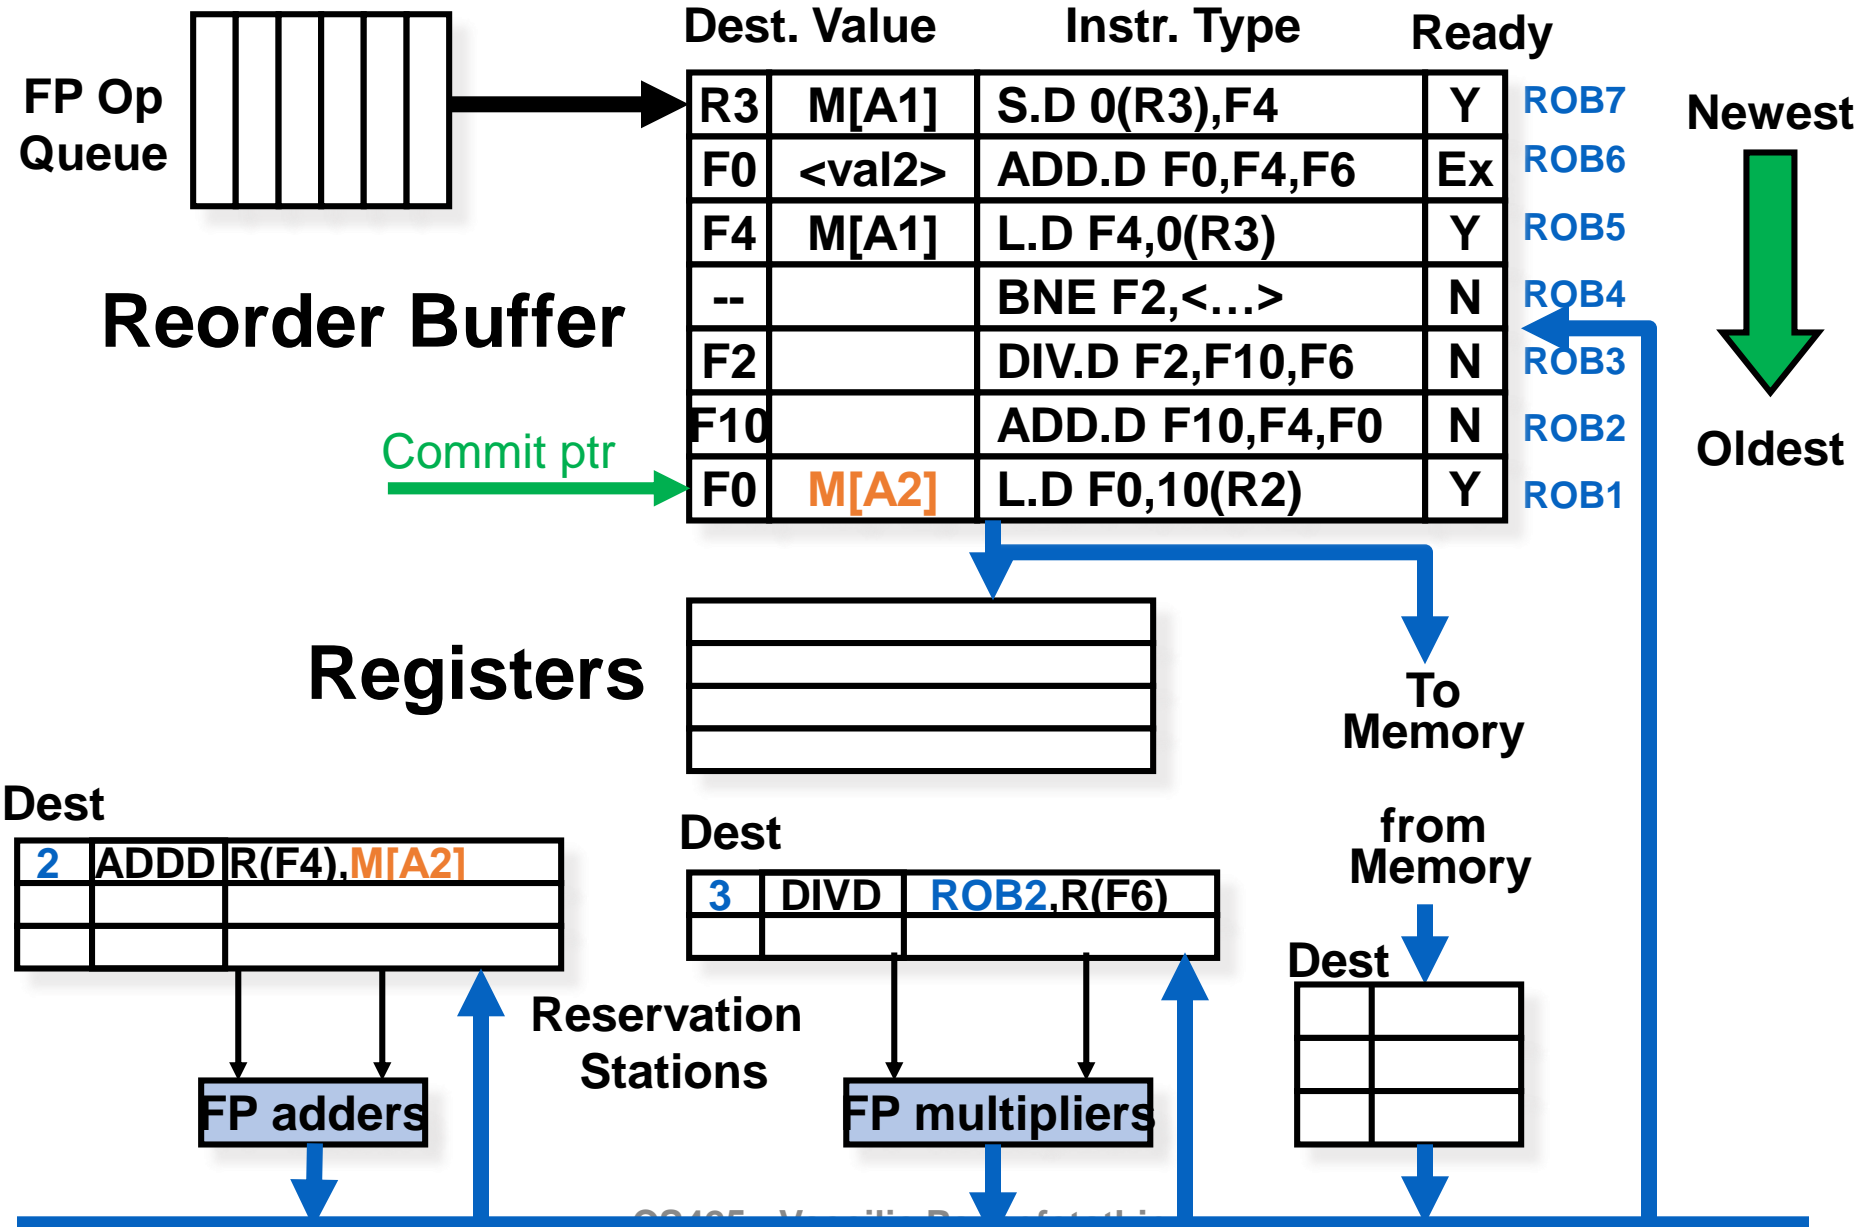 Dest. Value Instr. Type Ready
FP Op
Queue
R3 M[A1] S.D 0(R3),F4 Y ROB7
F0 <val2> ADD.D F0,F4,F6 Ex ROB6
F4 M[A1] L.D F4,0(R3) Y ROB5
-- BNE F2,<…> N ROB4
F2 DIV.D F2,F10,F6 N ROB3
F10 ADD.D F10,F4,F0 N ROB2
F0 M[A2] L.D F0,10(R2) Y ROB1
Newest
Oldest
Reorder Buffer
Commit ptr
Registers
To
Memory
Dest
2 ADDD R(F4),M[A2]
Dest
3 DIVD ROB2,R(F6)
from
Memory
Dest
Reservation
Stations
FP adders
FP multipliers